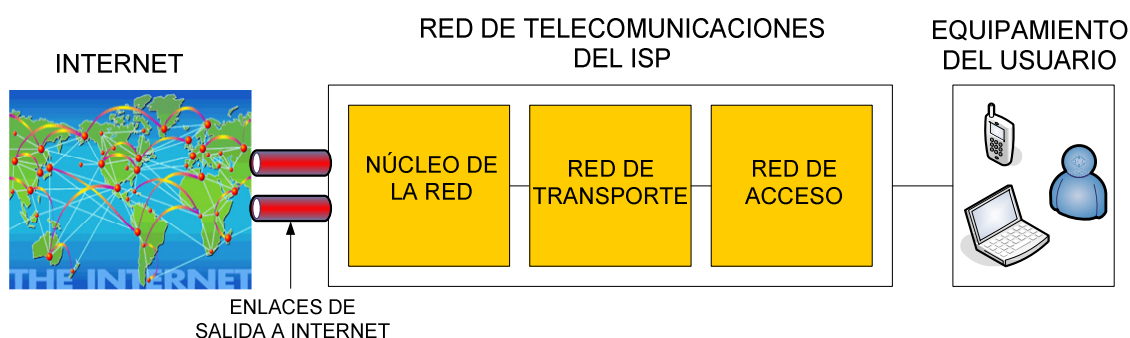 INTERNET
RED DE TELECOMUNICACIONES
DEL ISP
EQUIPAMIENTO
DEL USUARIO
NÚCLEO DE
LA RED
RED DE
TRANSPORTE
RED DE
ACCESO
THE INTERNET
ENLACES DE
SALIDA A INTERNET